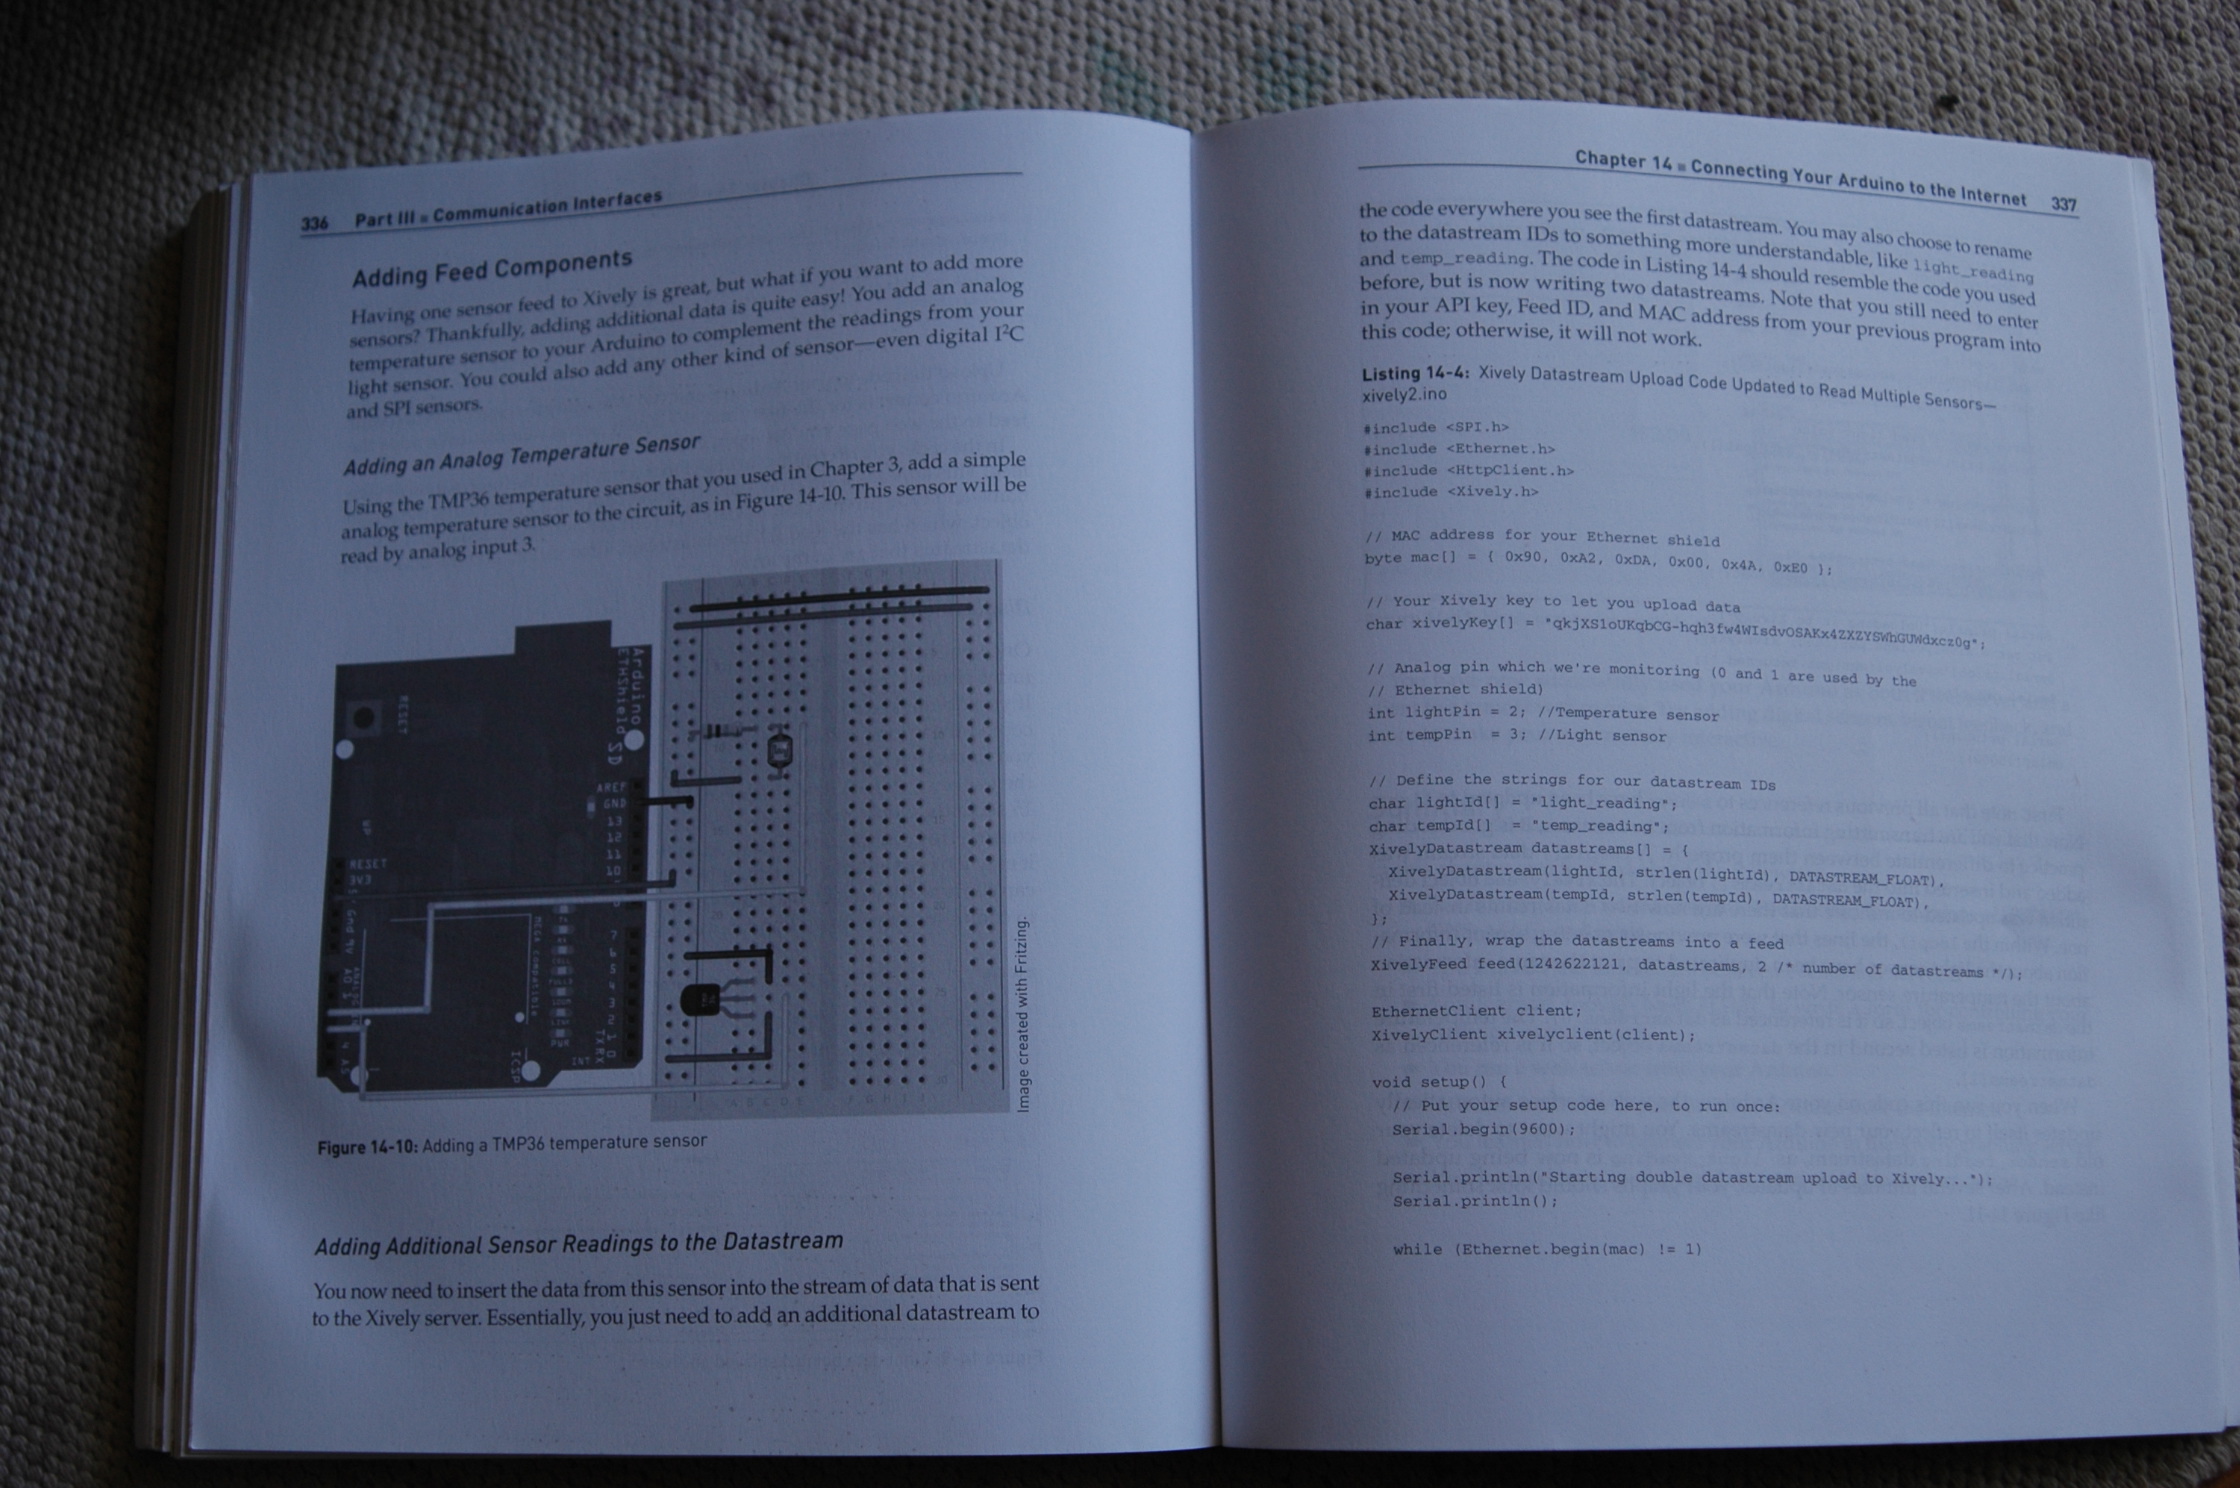 336 Part III ■ Communication Interfaces
Adding Feed Components
Having one sensor feed to Xively is great, but what if you want to add more
sensors? Thankfully, adding additional data is quite easy! You add an analog
temperature sensor to your Arduino to complement the readings from your
light sensor. You could also add any other kind of sensor—even digital I²C
and SPI sensors.
Adding an Analog Temperature Sensor
Using the TMP36 temperature sensor that you used in Chapter 3, add a simple
analog temperature sensor to the circuit, as in Figure 14-10. This sensor will be
read by analog input 3.
Arduino
ETHShield
SD
AREF
GND
13
12
11
10
7
6
5
4
3
2
1
0
TX RX
INT
PWR
MEGA compatible
ICSP
RESET
RESET
3V3
Image created with Fritzing.
Figure 14-10: Adding a TMP36 temperature sensor
Adding Additional Sensor Readings to the Datastream
You now need to insert the data from this sensor into the stream of data that is sent
to the Xively server. Essentially, you just need to add an additional datastream to
Chapter 14 ■ Connecting Your Arduino to the Internet 337
the code everywhere you see the first datastream. You may also choose to rename
to the datastream IDs to something more understandable, like light_reading
and temp_reading. The code in Listing 14-4 should resemble the code you used
before, but is now writing two datastreams. Note that you still need to enter
in your API key, Feed ID, and MAC address from your previous program into
this code; otherwise, it will not work.
Listing 14-4: Xively Datastream Upload Code Updated to Read Multiple Sensors—
xively2.ino
#include <SPI.h>
#include <Ethernet.h>
#include <HttpClient.h>
#include <Xively.h>
// MAC address for your Ethernet shield
byte mac[] = { 0x90, 0xA2, 0xDA, 0x00, 0x4A, 0xE0 };
// Your Xively key to let you upload data
char xivelyKey[] = "qkjXS1oUKqbCG-hqh3fw4WIsdvOSAKx4ZXZYSWhGUWdxcz0g";
// Analog pin which we're monitoring (0 and 1 are used by the
// Ethernet shield)
int lightPin = 2; //Temperature sensor
int tempPin = 3; //Light sensor
// Define the strings for our datastream IDs
char lightId[] = "light_reading";
char tempId[] = "temp_reading";
XivelyDatastream datastreams[] = {
XivelyDatastream(lightId, strlen(lightId), DATASTREAM_FLOAT),
XivelyDatastream(tempId, strlen(tempId), DATASTREAM_FLOAT),
};
// Finally, wrap the datastreams into a feed
XivelyFeed feed(1242622121, datastreams, 2 /* number of datastreams */);
EthernetClient client;
XivelyClient xivelyclient(client);
void setup() {
// Put your setup code here, to run once:
Serial.begin(9600);
Serial.println("Starting double datastream upload to Xively...");
Serial.println();
while (Ethernet.begin(mac) != 1)